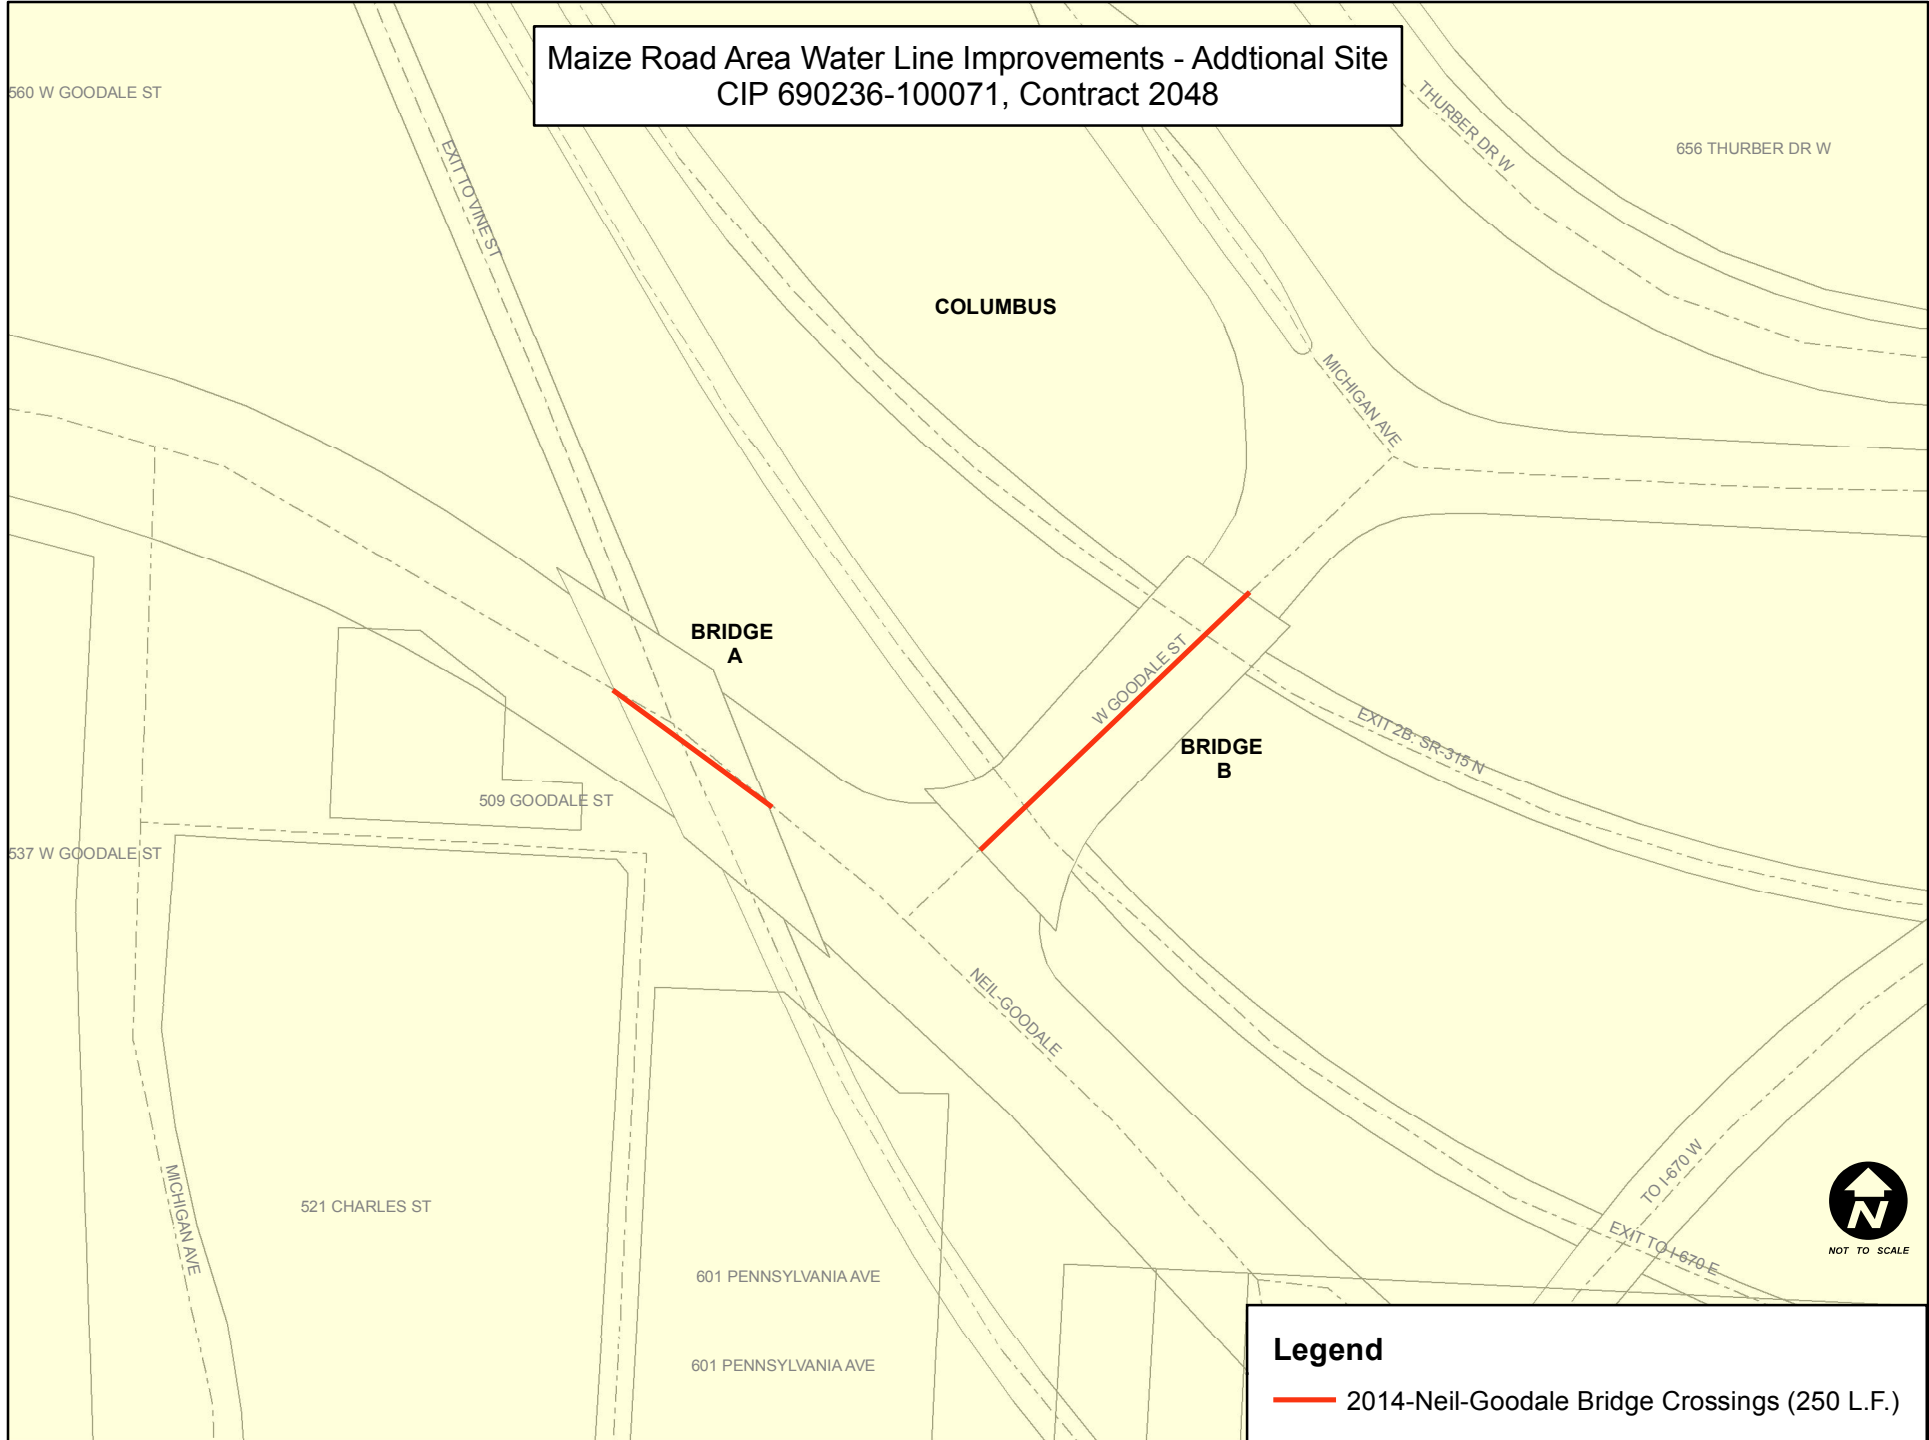 Maize Road Area Water Line Improvements - Addtional Site
CIP 690236-100071, Contract 2048
560 W GOODALE ST
EXIT TO VINE ST
THURBER DR W
656 THURBER DR W
COLUMBUS
MICHIGAN AVE
BRIDGE
A
W GOODALE ST
EXIT 2B: SR-315 N
BRIDGE
B
509 GOODALE ST
537 W GOODALE ST
NEIL-GOODALE
MICHIGAN AVE
521 CHARLES ST
TO I-670 W
EXIT TO I-670 E
N
NOT TO SCALE
601 PENNSYLVANIA AVE
601 PENNSYLVANIA AVE
Legend
2014-Neil-Goodale Bridge Crossings (250 L.F.)